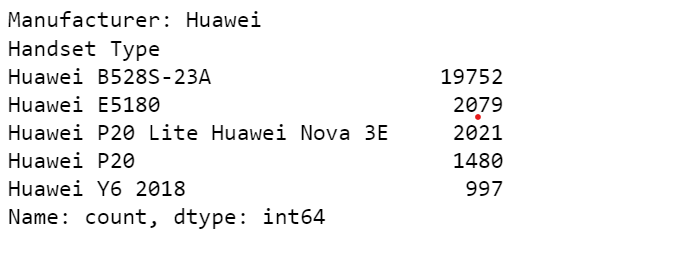 Manufacturer: Huawei
Handset Type
Huawei B528S-23A 19752
Huawei E5180 2079
Huawei P20 Lite Huawei Nova 3E 2021
Huawei P20 1480
Huawei Y6 2018 997
Name: count, dtype: int64